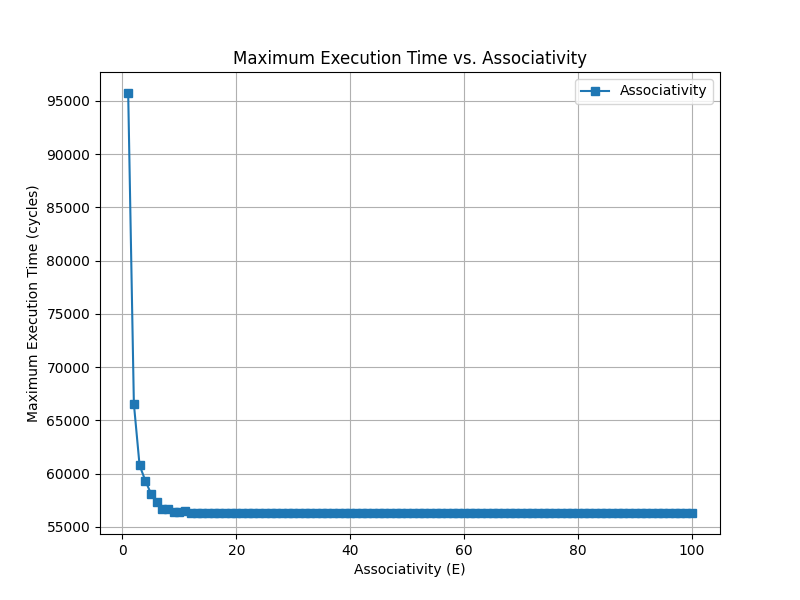 Maximum Execution Time vs. Associativity
Associativity
Maximum Execution Time (cycles)
95000
90000
85000
80000
75000
70000
65000
60000
55000
0 20 40 60 80 100
Associativity (E)